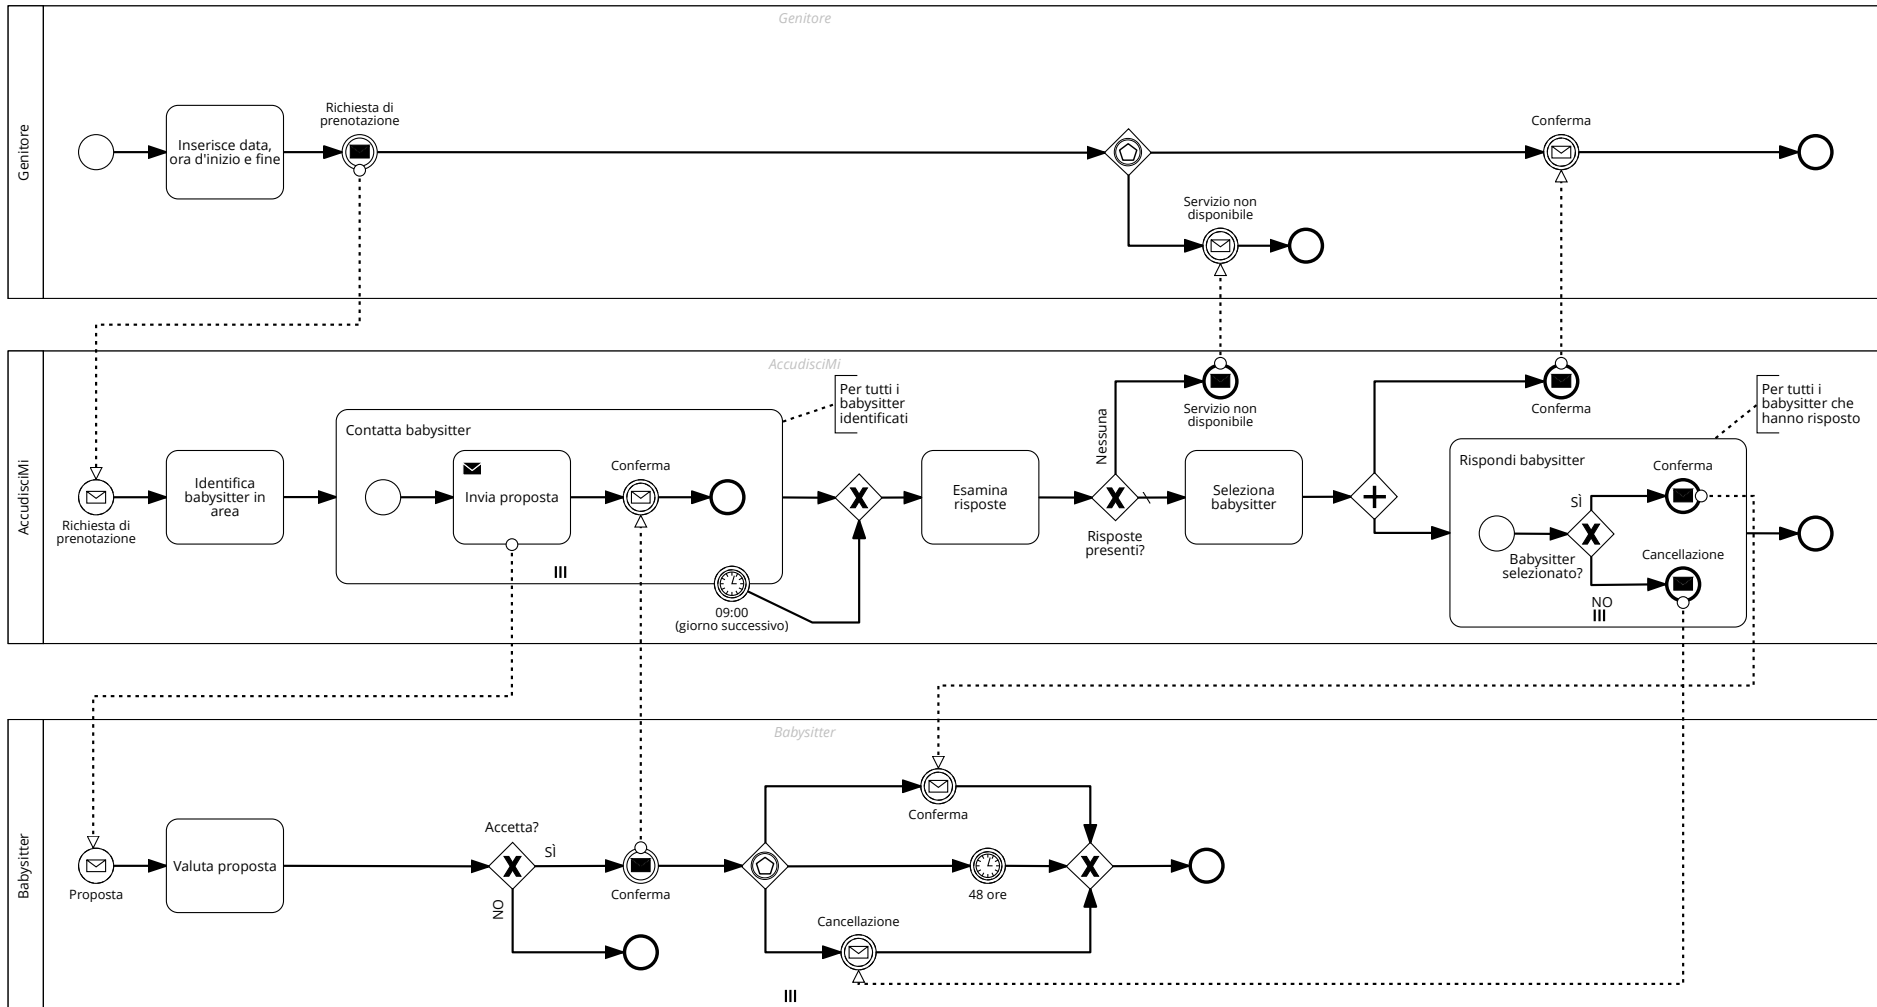 Genitore
Genitore
Richiesta di
prenotazione
Inserisce data,
ora d'inizio e fine
Conferma
Servizio non
disponibile
AccudisciMi
AccudisciMi
Per tutti i
babysitter
identificati
Contatta babysitter
Richiesta di
prenotazione
Identifica
babysitter in
area
Invia proposta
Conferma
09:00
(giorno successivo)
Esamina
risposte
Nessuna
Risposte
presenti?
Servizio non
disponibile
Seleziona
babysitter
Conferma
Per tutti i
babysitter che
hanno risposto
Rispondi babysitter
Babysitter
selezionato?
SÌ
Conferma
NO
Cancellazione
Babysitter
Babysitter
Proposta
Valuta proposta
Accetta?
SÌ
NO
Conferma
Conferma
48 ore
Cancellazione